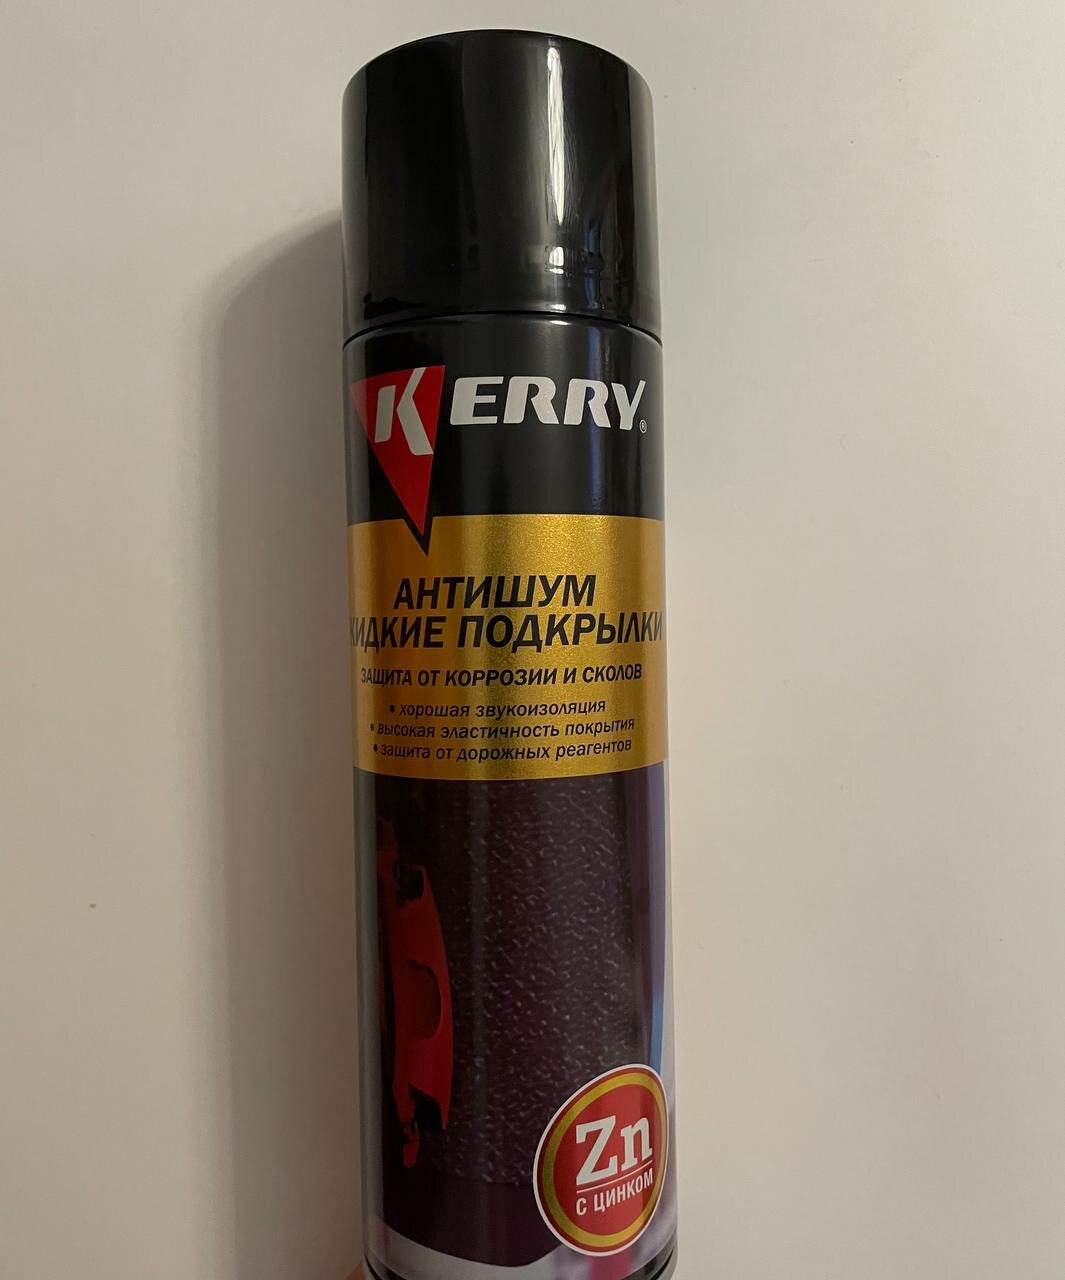 KERRY®
АНТИШУМ
ЖИДКИЕ ПОДКРЫЛКИ
ЗАЩИТА ОТ КОРРОЗИИ И СКОЛОВ
• хорошая звукоизоляция
• высокая эластичность покрытия
• защита от дорожных реагентов
Zn
С ЦИНКОМ